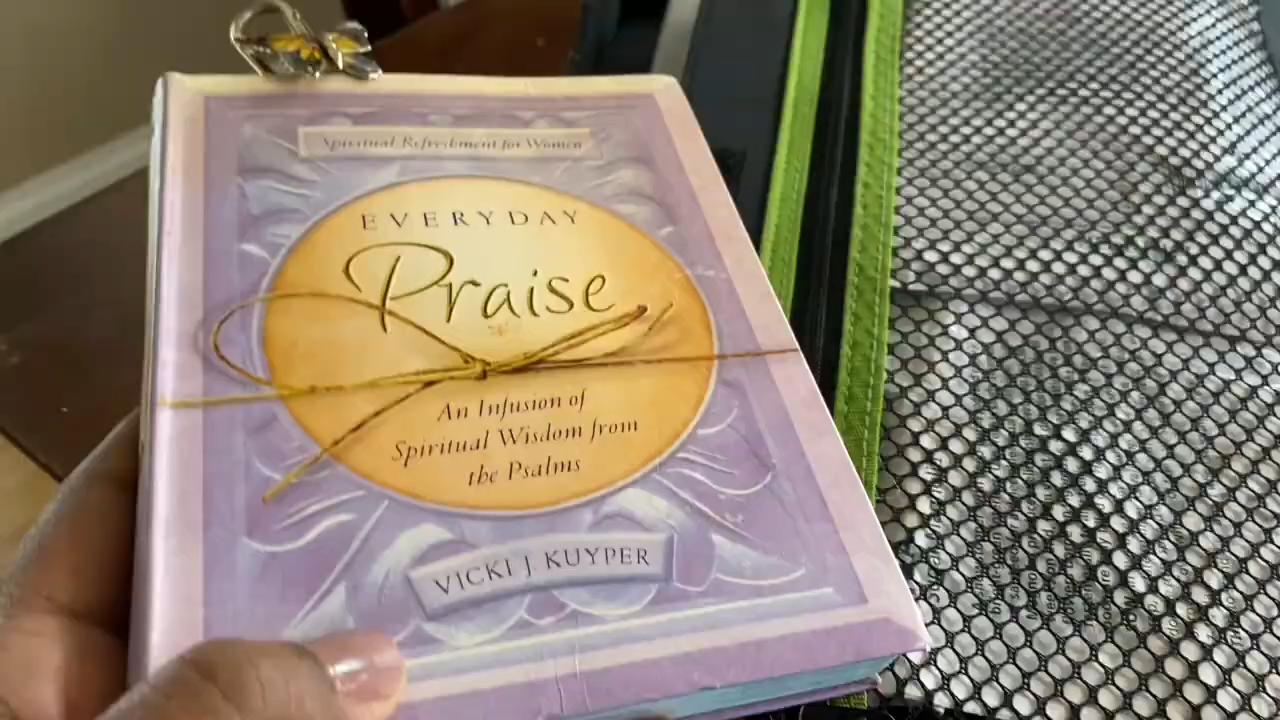 Spiritual Refreshment for Women
EVERYDAY
Praise
An Infusion of
Spiritual Wisdom from
the Psalms
VICKI J. KUYPER